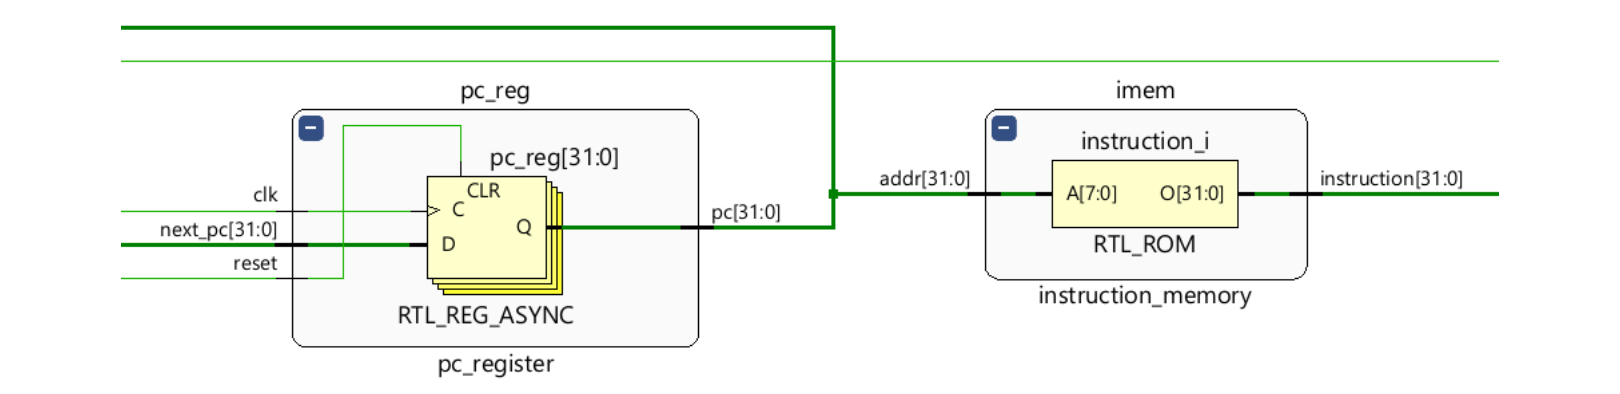 pc_reg
pc_reg[31:0]
CLR
clk
C
next_pc[31:0]
D
Q
reset
RTL_REG_ASYNC
pc_register
pc[31:0]
imem
instruction_i
addr[31:0]
A[7:0]
O[31:0]
instruction[31:0]
RTL_ROM
instruction_memory